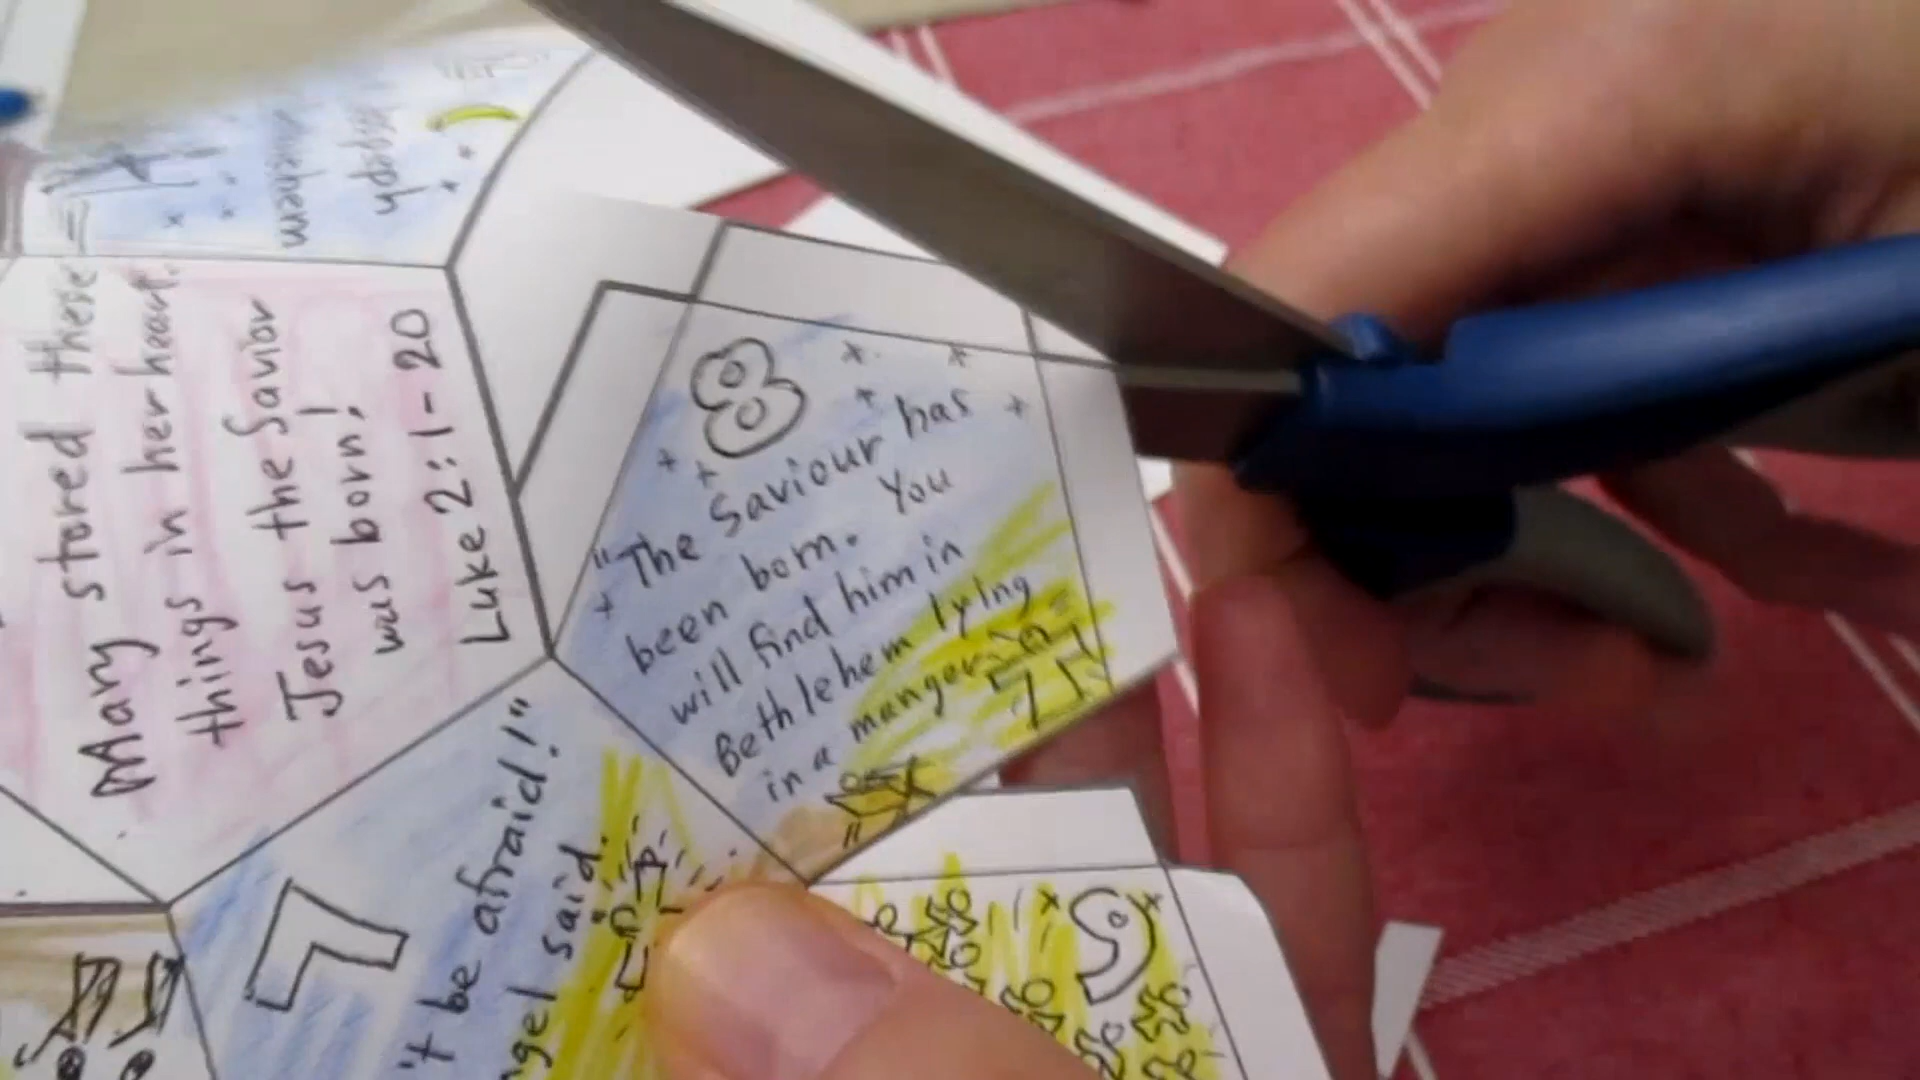 Many stored these
things in her heart.
Jesus the Savior
was born!
Luke 2:1-20
8
"The Saviour has
been born. You
will find him in
Bethlehem lying
in a manger."
7
't be afraid!"
ngel said.
9